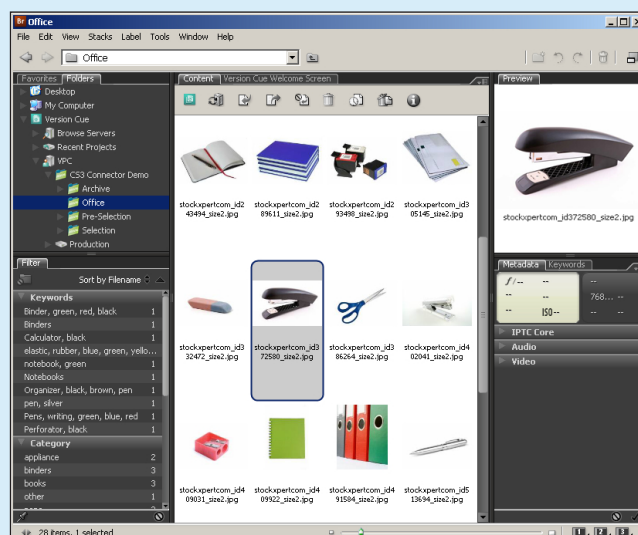 Br Office
File Edit View Stacks Label Tools Window Help
Office
Favorites Folders
Desktop
My Computer
Version Cue
Browse Servers
Recent Projects
VPC
CS3 Connector Demo
Archive
Office
Pre-Selection
Selection
Production
Filter
Sort by Filename
Keywords
Binder, green, red, black 1
Binders 1
Calculator, black 1
elastic, rubber, blue, green, yello... 1
notebook, green 1
Notebooks 1
Organizer, black, brown, pen 1
pen, silver 1
Pens, writing, green, blue, red 1
Perforator, black 1
Category
appliance 2
binders 3
books 3
other 1
Content Version Cue Welcome Screen
stockxpertcom_id2
43494_size2.jpg
stockxpertcom_id2
89611_size2.jpg
stockxpertcom_id2
93498_size2.jpg
stockxpertcom_id3
05145_size2.jpg
stockxpertcom_id3
32472_size2.jpg
stockxpertcom_id3
72580_size2.jpg
stockxpertcom_id3
86264_size2.jpg
stockxpertcom_id4
02041_size2.jpg
stockxpertcom_id4
09031_size2.jpg
stockxpertcom_id4
09922_size2.jpg
stockxpertcom_id4
91584_size2.jpg
stockxpertcom_id5
13694_size2.jpg
Preview
stockxpertcom_id372580_size2.jpg
Metadata Keywords
f/-- -- --
-- -- 768... --
-- ISO-- -- --
IPTC Core
Audio
Video
28 items, 1 selected
1 2 3